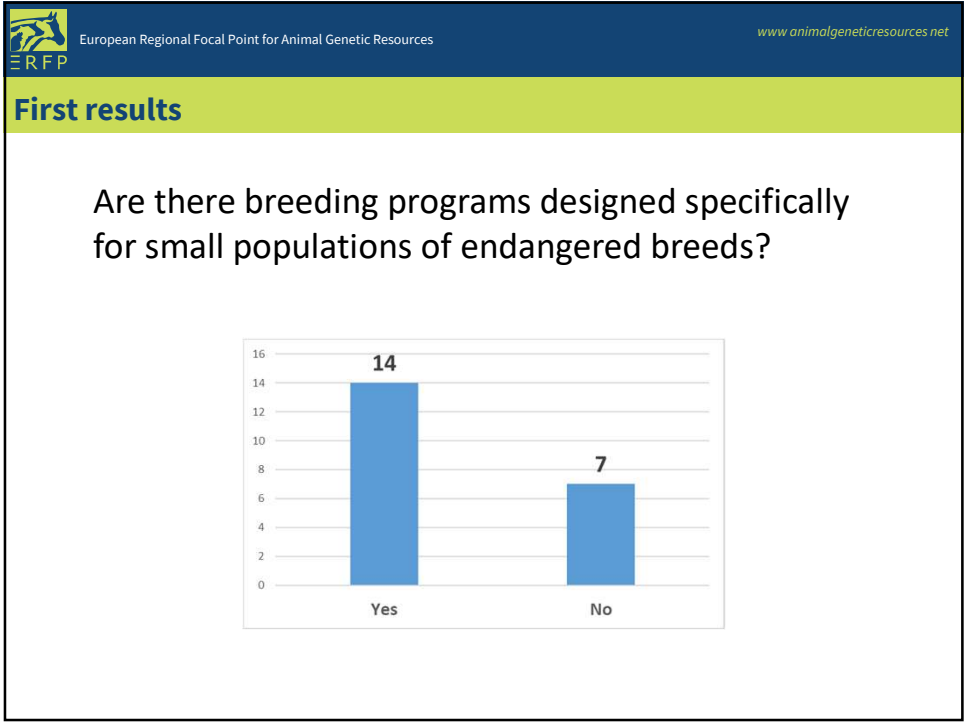 European Regional Focal Point for Animal Genetic Resources
www animalgeneticresources net
ERFP
First results
Are there breeding programs designed specifically
for small populations of endangered breeds?
16
14
12
10
8
6
4
2
0
14
7
Yes
No